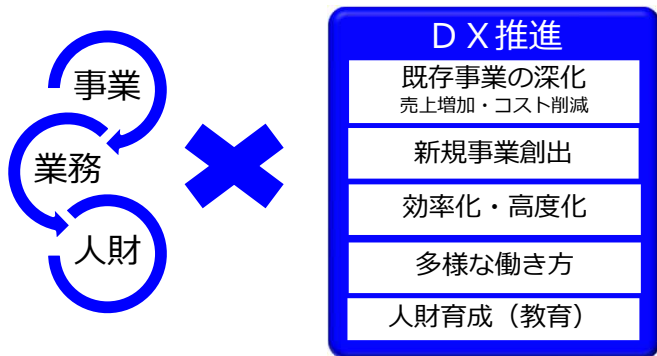 事業
業務
人財
ＤＸ推進
既存事業の深化
売上増加・コスト削減
新規事業創出
効率化・高度化
多様な働き方
人財育成（教育）